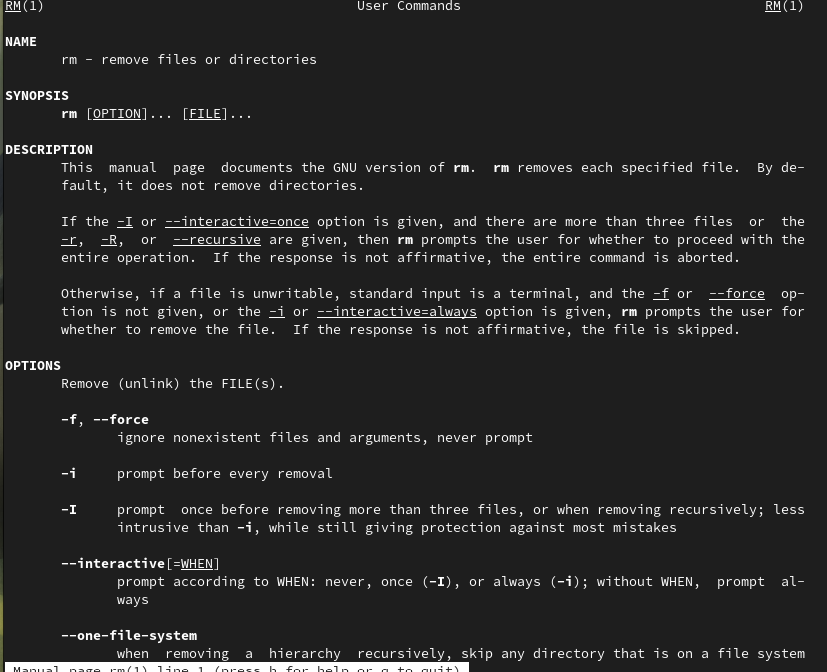 RM(1) User Commands RM(1)
NAME
rm - remove files or directories
SYNOPSIS
rm [OPTION]... [FILE]...
DESCRIPTION
This manual page documents the GNU version of rm. rm removes each specified file. By de-
fault, it does not remove directories.
If the -I or --interactive=once option is given, and there are more than three files or the
-r, -R, or --recursive are given, then rm prompts the user for whether to proceed with the
entire operation. If the response is not affirmative, the entire command is aborted.
Otherwise, if a file is unwritable, standard input is a terminal, and the -f or --force op-
tion is not given, or the -i or --interactive=always option is given, rm prompts the user for
whether to remove the file. If the response is not affirmative, the file is skipped.
OPTIONS
Remove (unlink) the FILE(s).
-f, --force
ignore nonexistent files and arguments, never prompt
-i prompt before every removal
-I prompt once before removing more than three files, or when removing recursively; less
intrusive than -i, while still giving protection against most mistakes
--interactive[=WHEN]
prompt according to WHEN: never, once (-I), or always (-i); without WHEN, prompt al-
ways
--one-file-system
when removing a hierarchy recursively, skip any directory that is on a file system
Manual page rm(1) line 1 (press h for help or q to quit)